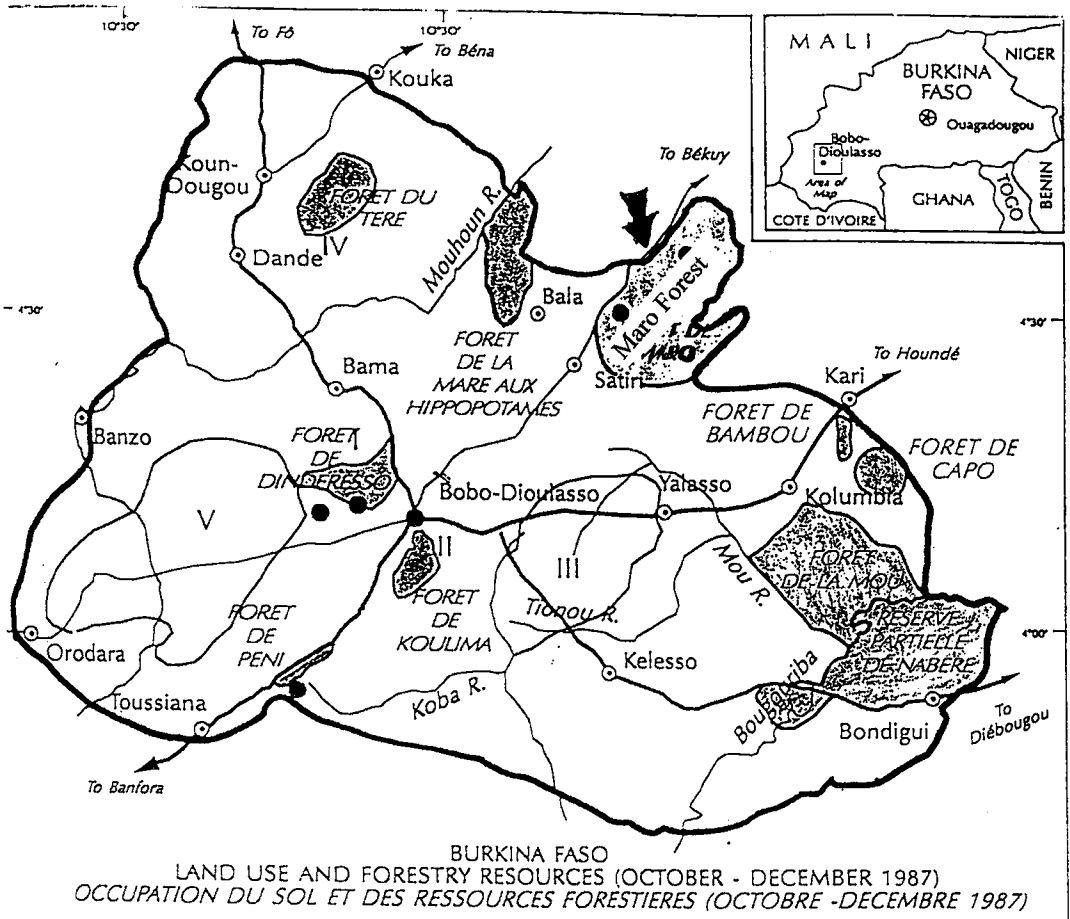 10°30'
10°30'
To Fô
To Béna
Kouka
Koun-
Dougou
FORET DU
TERE
IV
Dande
Mouhoun R.
To Békuy
Maro Forest
4°30'
4°30'
Bala
FORET
DE LA
MARE AUX
HIPPOPOTAMES
Satiri
Bama
To Houndé
Kari
FORET DE
BAMBOU
FORET DE
CAPO
Banzo
I
FORET
DE
DINDERESSO
Bobo-Dioulasso
Yalasso
Kolumbia
V
II
III
FORET
DE
KOULIMA
Tionou R.
Mou R.
FORET
DE LA MOU
RESERVE
PARTIELLE
DE NABERE
4°00'
FORET
DE
PENI
Orodara
Toussiana
Koba R.
Kelesso
Bougouriba
Bondigui
To
Diébougou
To Banfora
MALI
NIGER
BURKINA
FASO
Ouagadougou
Bobo-
Dioulasso
Area of
Map
GHANA
TOGO
BENIN
COTE D'IVOIRE
BURKINA FASO
LAND USE AND FORESTRY RESOURCES (OCTOBER - DECEMBER 1987)
OCCUPATION DU SOL ET DES RESSOURCES FORESTIERES (OCTOBRE -DECEMBRE 1987)